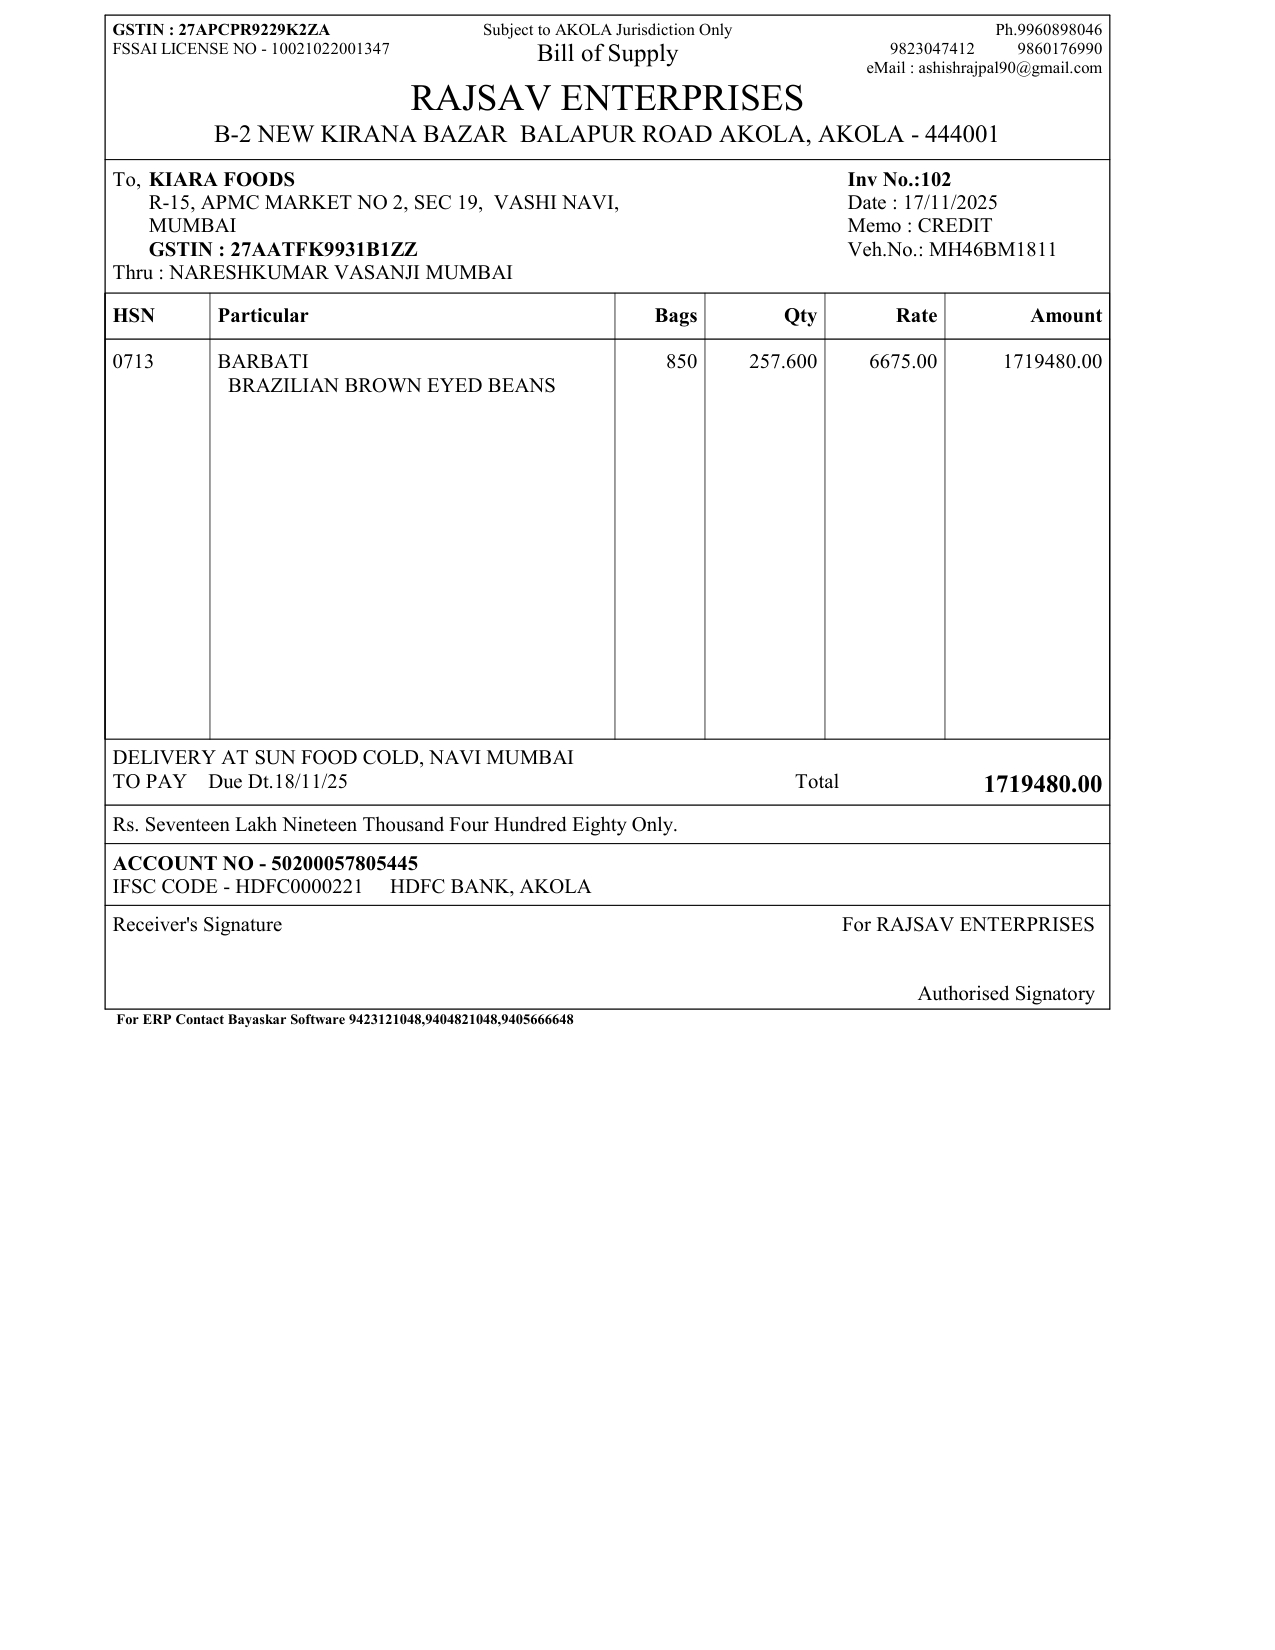 GSTIN : 27APCPR9229K2ZA
Subject to AKOLA Jurisdiction Only
Ph.9960898046
FSSAI LICENSE NO - 10021022001347
Bill of Supply
9823047412 9860176990
eMail : ashishrajpal90@gmail.com
RAJSAV ENTERPRISES
B-2 NEW KIRANA BAZAR BALAPUR ROAD AKOLA, AKOLA - 444001
To, KIARA FOODS
R-15, APMC MARKET NO 2, SEC 19, VASHI NAVI,
MUMBAI
GSTIN : 27AATFK9931B1ZZ
Thru : NARESHKUMAR VASANJI MUMBAI
Inv No.:102
Date : 17/11/2025
Memo : CREDIT
Veh.No.: MH46BM1811
HSN Particular Bags Qty Rate Amount
0713 BARBATI 850 257.600 6675.00 1719480.00
BRAZILIAN BROWN EYED BEANS
DELIVERY AT SUN FOOD COLD, NAVI MUMBAI
TO PAY Due Dt.18/11/25 Total 1719480.00
Rs. Seventeen Lakh Nineteen Thousand Four Hundred Eighty Only.
ACCOUNT NO - 50200057805445
IFSC CODE - HDFC0000221 HDFC BANK, AKOLA
Receiver's Signature For RAJSAV ENTERPRISES
Authorised Signatory
For ERP Contact Bayaskar Software 9423121048,9404821048,9405666648